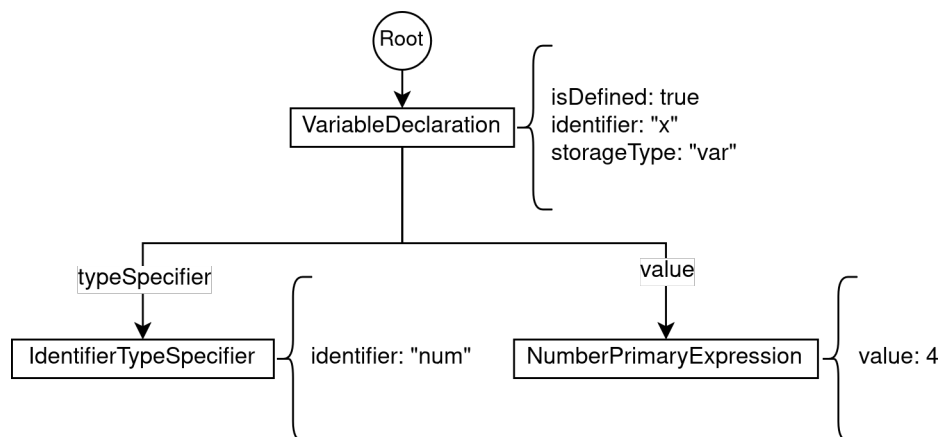 Root
VariableDeclaration
isDefined: true
identifier: "x"
storageType: "var"
typeSpecifier
value
IdentifierTypeSpecifier
identifier: "num"
NumberPrimaryExpression
value: 4